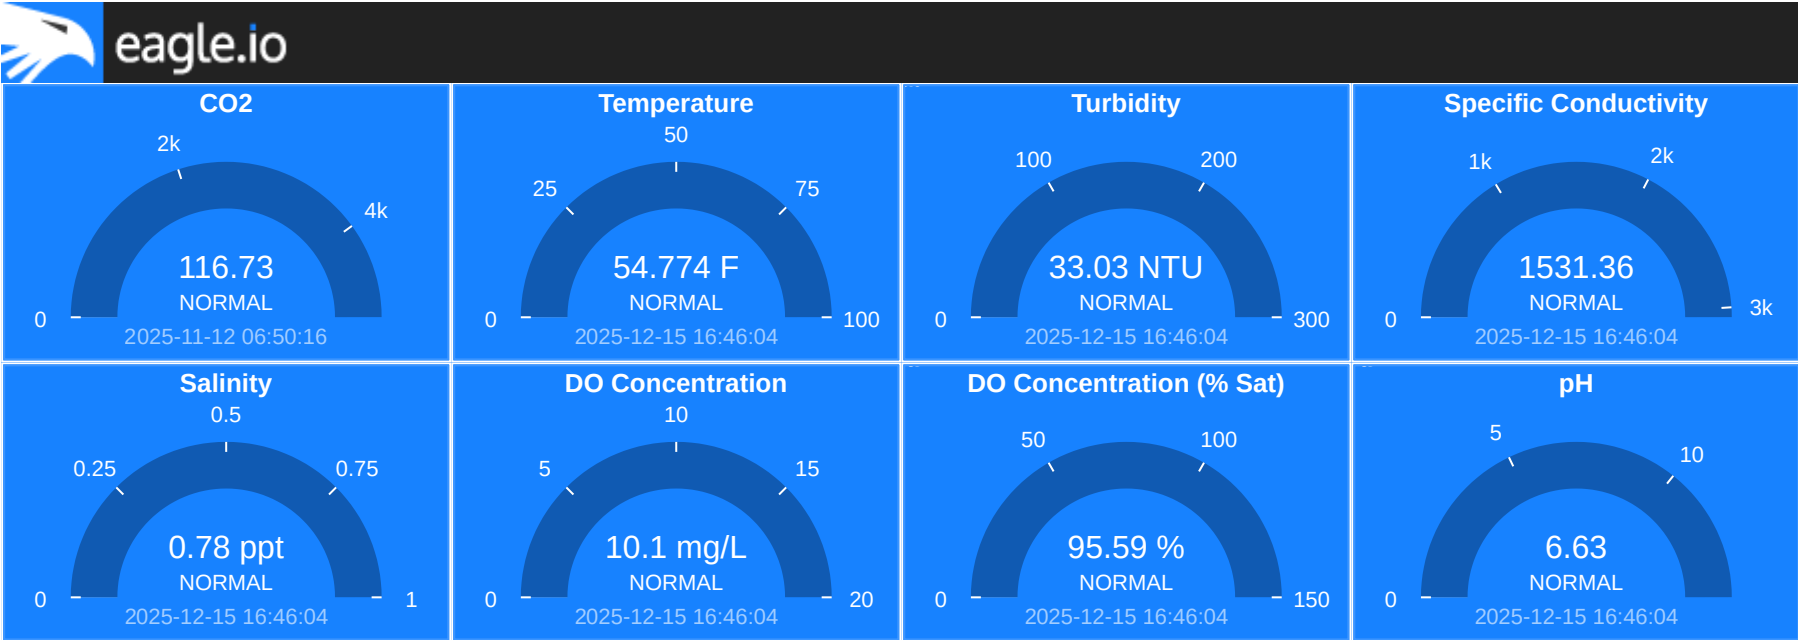 eagle.io
CO2
2k
4k
116.73
NORMAL
0
2025-11-12 06:50:16
Temperature
50
25
75
54.774 F
NORMAL
0
100
2025-12-15 16:46:04
Turbidity
100
200
33.03 NTU
NORMAL
0
300
2025-12-15 16:46:04
Specific Conductivity
1k
2k
1531.36
NORMAL
0
3k
2025-12-15 16:46:04
Salinity
0.5
0.25
0.75
0.78 ppt
NORMAL
0
1
2025-12-15 16:46:04
DO Concentration
10
5
15
10.1 mg/L
NORMAL
0
20
2025-12-15 16:46:04
DO Concentration (% Sat)
50
100
95.59 %
NORMAL
0
150
2025-12-15 16:46:04
pH
5
10
6.63
NORMAL
0
2025-12-15 16:46:04